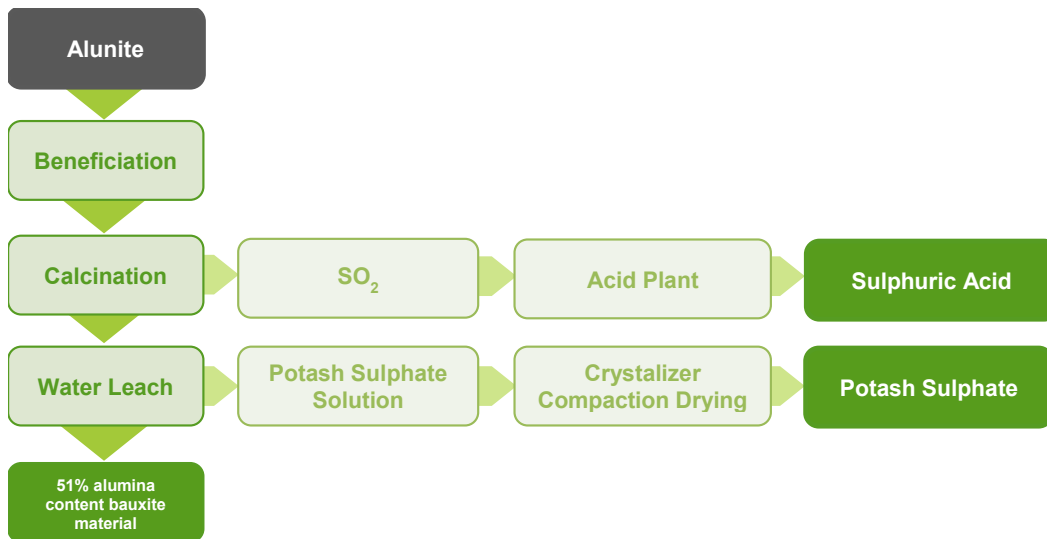 Alunite
Beneficiation
Calcination
SO₂
Acid Plant
Sulphuric Acid
Water Leach
Potash Sulphate
Solution
Crystalizer
Compaction Drying
Potash Sulphate
51% alumina
content bauxite
material